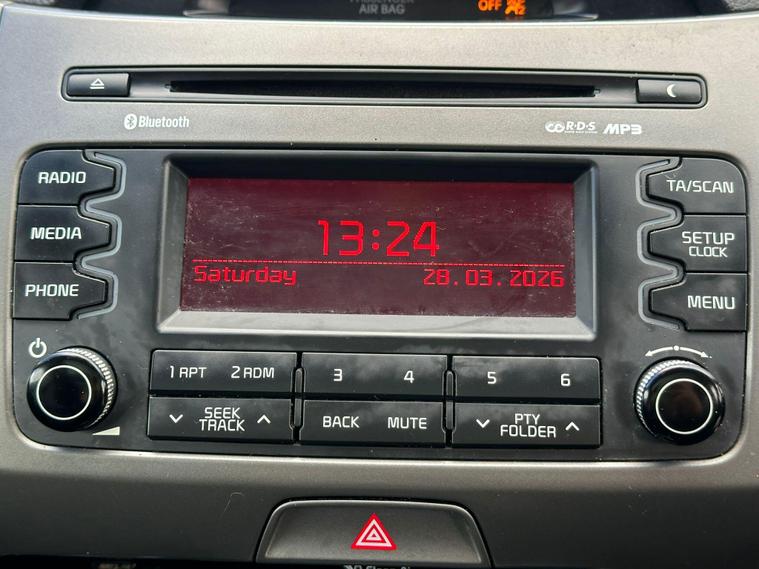 PASSENGER
AIR BAG
OFF
Bluetooth
R·D·S
MP3
RADIO
TA/SCAN
MEDIA
SETUP
CLOCK
PHONE
MENU
13:24
Saturday 28.03.2026
1 RPT 2 RDM 3 4 5 6
SEEK
TRACK
BACK MUTE
PTY
FOLDER